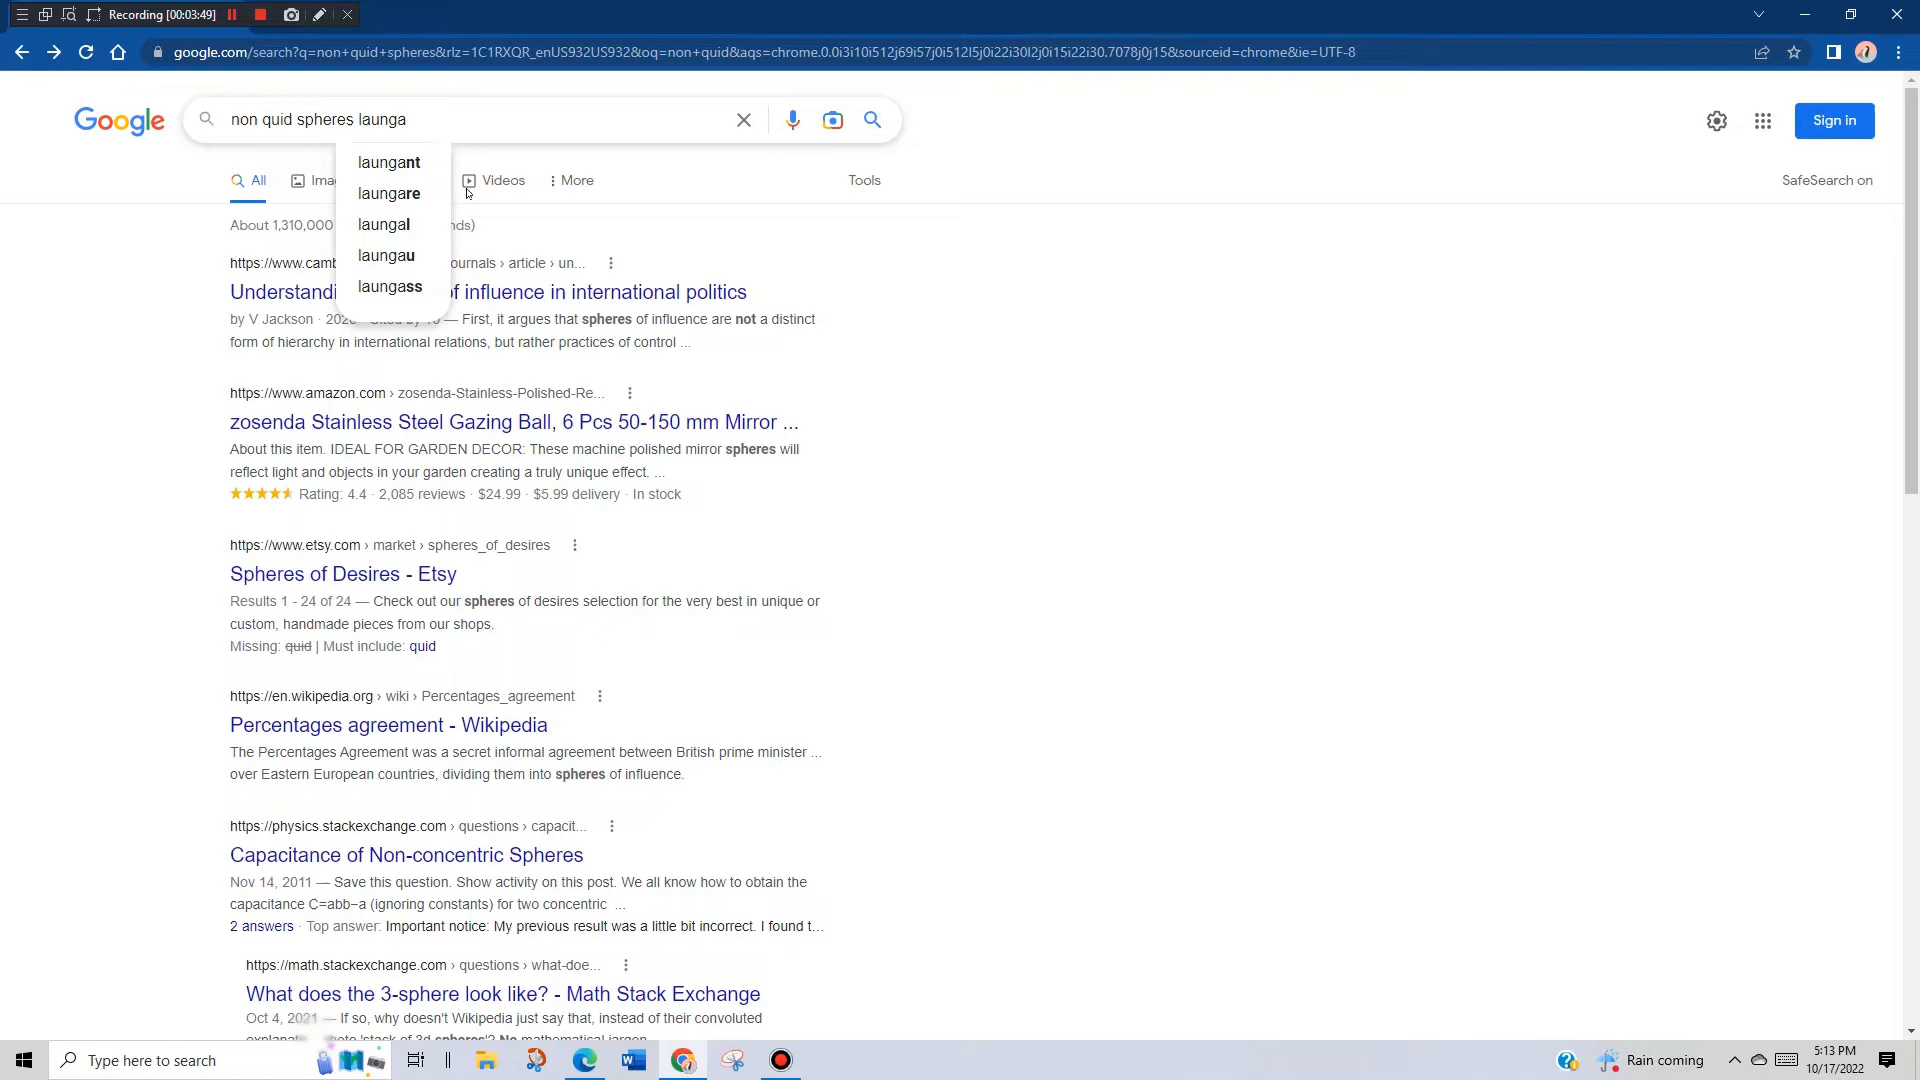 Recording [00:03:49]
google.com/search?q=non+quid+spheres&rlz=1C1RXQR_enUS932US932&oq=non+quid&aqs=chrome.0.0i3i10i512j69i57j0i512l5j0i22i30l2j0i15i22i30.7078j0j15&sourceid=chrome&ie=UTF-8
Google
non quid spheres launga
Sign in
laungant
laungare
laungal
laungau
laungass
All
Videos
More
Tools
SafeSearch on
About 1,310,000
https://www.camb
ournals › article › un...
Understandi
f influence in international politics
by V Jackson · 202
— First, it argues that spheres of influence are not a distinct
form of hierarchy in international relations, but rather practices of control ...
https://www.amazon.com › zosenda-Stainless-Polished-Re...
zosenda Stainless Steel Gazing Ball, 6 Pcs 50-150 mm Mirror ...
About this item. IDEAL FOR GARDEN DECOR: These machine polished mirror spheres will
reflect light and objects in your garden creating a truly unique effect. ...
Rating: 4.4 · 2,085 reviews · $24.99 · $5.99 delivery · In stock
https://www.etsy.com › market › spheres_of_desires
Spheres of Desires - Etsy
Results 1 - 24 of 24 — Check out our spheres of desires selection for the very best in unique or
custom, handmade pieces from our shops.
Missing: quid | Must include: quid
https://en.wikipedia.org › wiki › Percentages_agreement
Percentages agreement - Wikipedia
The Percentages Agreement was a secret informal agreement between British prime minister ...
over Eastern European countries, dividing them into spheres of influence.
https://physics.stackexchange.com › questions › capacit...
Capacitance of Non-concentric Spheres
Nov 14, 2011 — Save this question. Show activity on this post. We all know how to obtain the
capacitance C=abb−a (ignoring constants) for two concentric ...
2 answers · Top answer: Important notice: My previous result was a little bit incorrect. I found t...
https://math.stackexchange.com › questions › what-doe...
What does the 3-sphere look like? - Math Stack Exchange
Oct 4, 2021 — If so, why doesn't Wikipedia just say that, instead of their convoluted
Type here to search
Rain coming
5:13 PM
10/17/2022